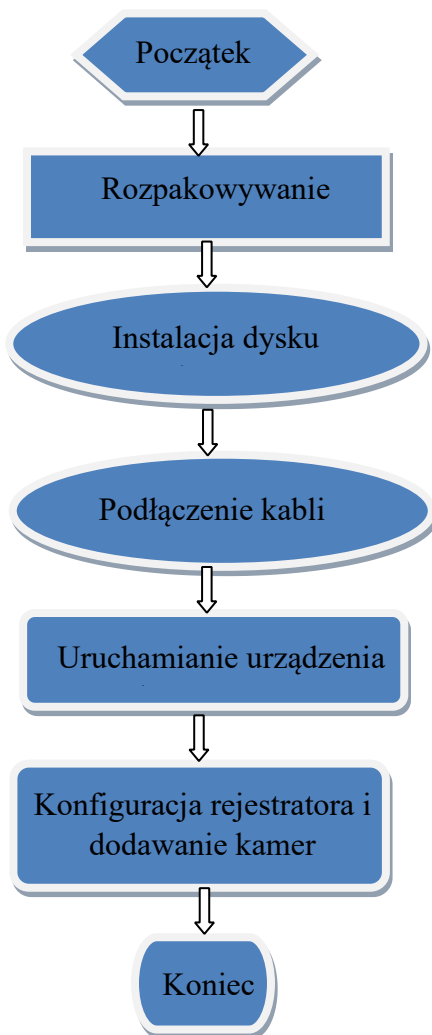 Początek
Rozpakowywanie
Instalacja dysku
Podłączenie kabli
Uruchamianie urządzenia
Konfiguracja rejestratora i
dodawanie kamer
Koniec